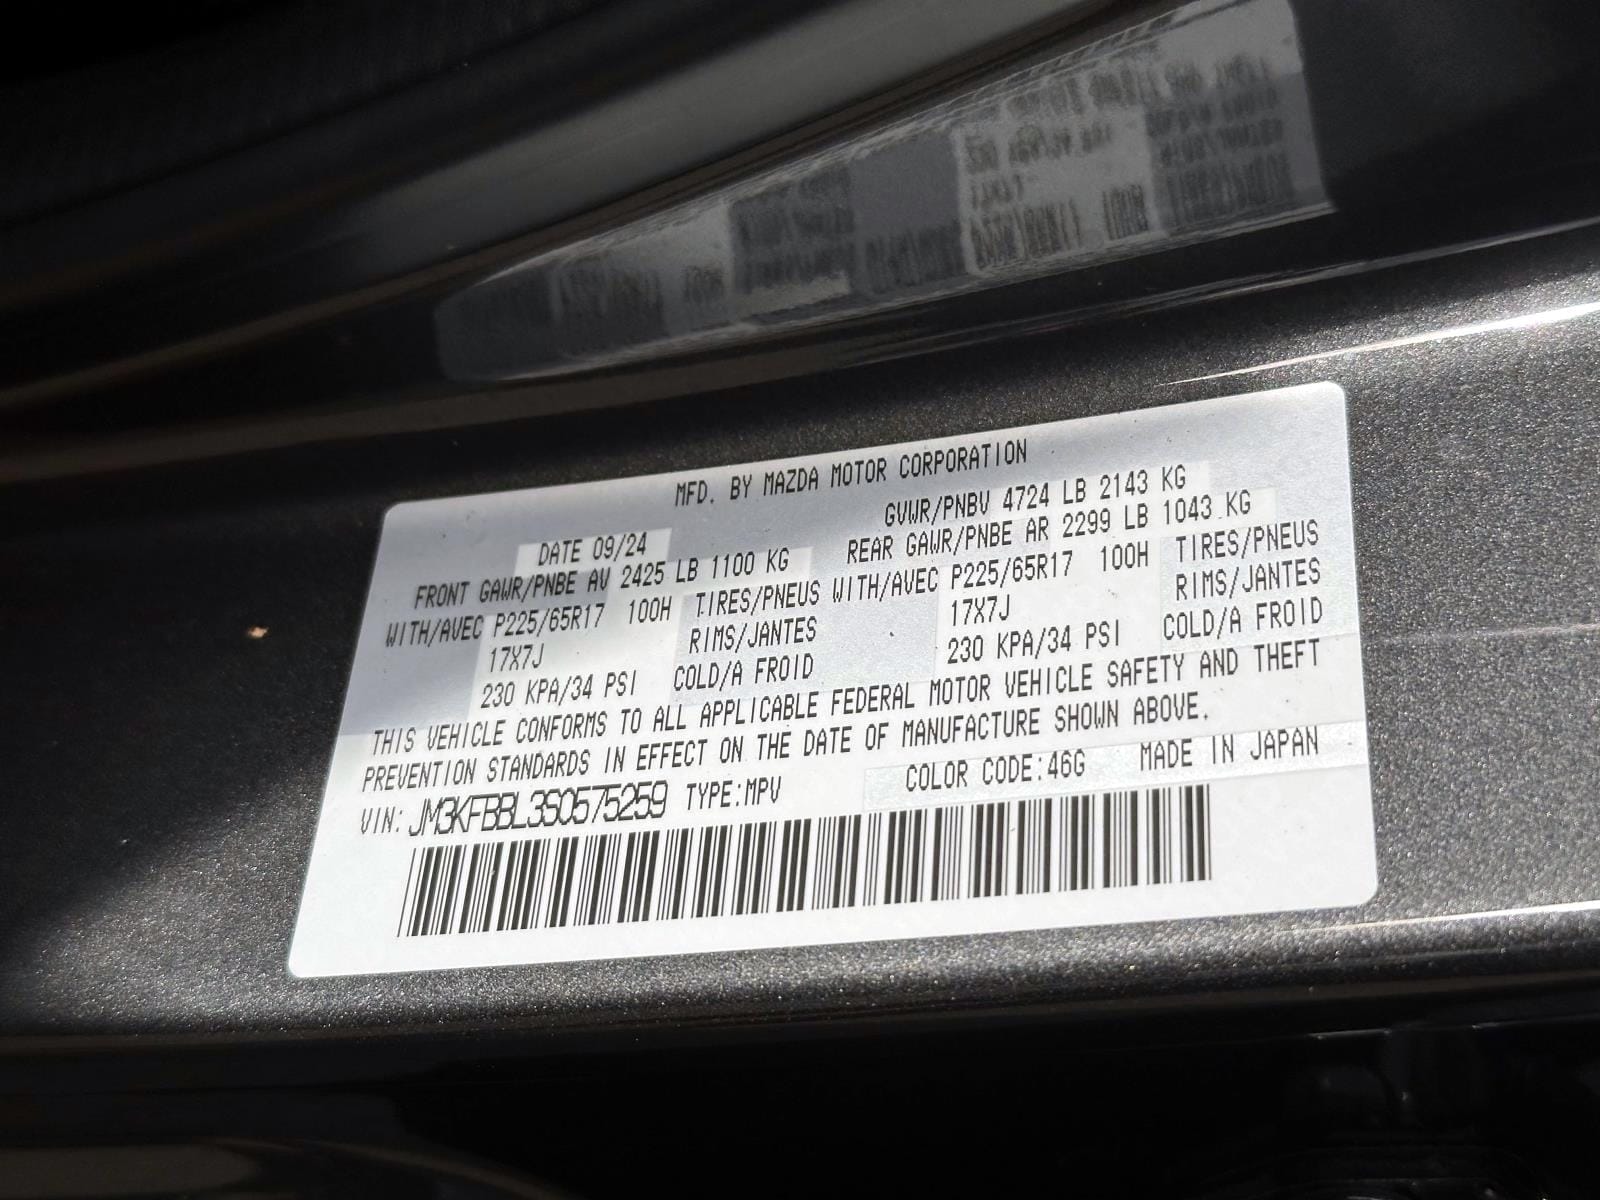 MFD. BY MAZDA MOTOR CORPORATION
DATE 09/24 GVWR/PNBV 4724 LB 2143 KG
FRONT GAWR/PNBE AV 2425 LB 1100 KG REAR GAWR/PNBE AR 2299 LB 1043 KG
WITH/AVEC P225/65R17 100H TIRES/PNEUS WITH/AVEC P225/65R17 100H TIRES/PNEUS
17X7J RIMS/JANTES 17X7J RIMS/JANTES
230 KPA/34 PSI COLD/A FROID 230 KPA/34 PSI COLD/A FROID
THIS VEHICLE CONFORMS TO ALL APPLICABLE FEDERAL MOTOR VEHICLE SAFETY AND THEFT
PREVENTION STANDARDS IN EFFECT ON THE DATE OF MANUFACTURE SHOWN ABOVE.
VIN: JM3KFBBL3S0575259 TYPE:MPV COLOR CODE:46G MADE IN JAPAN